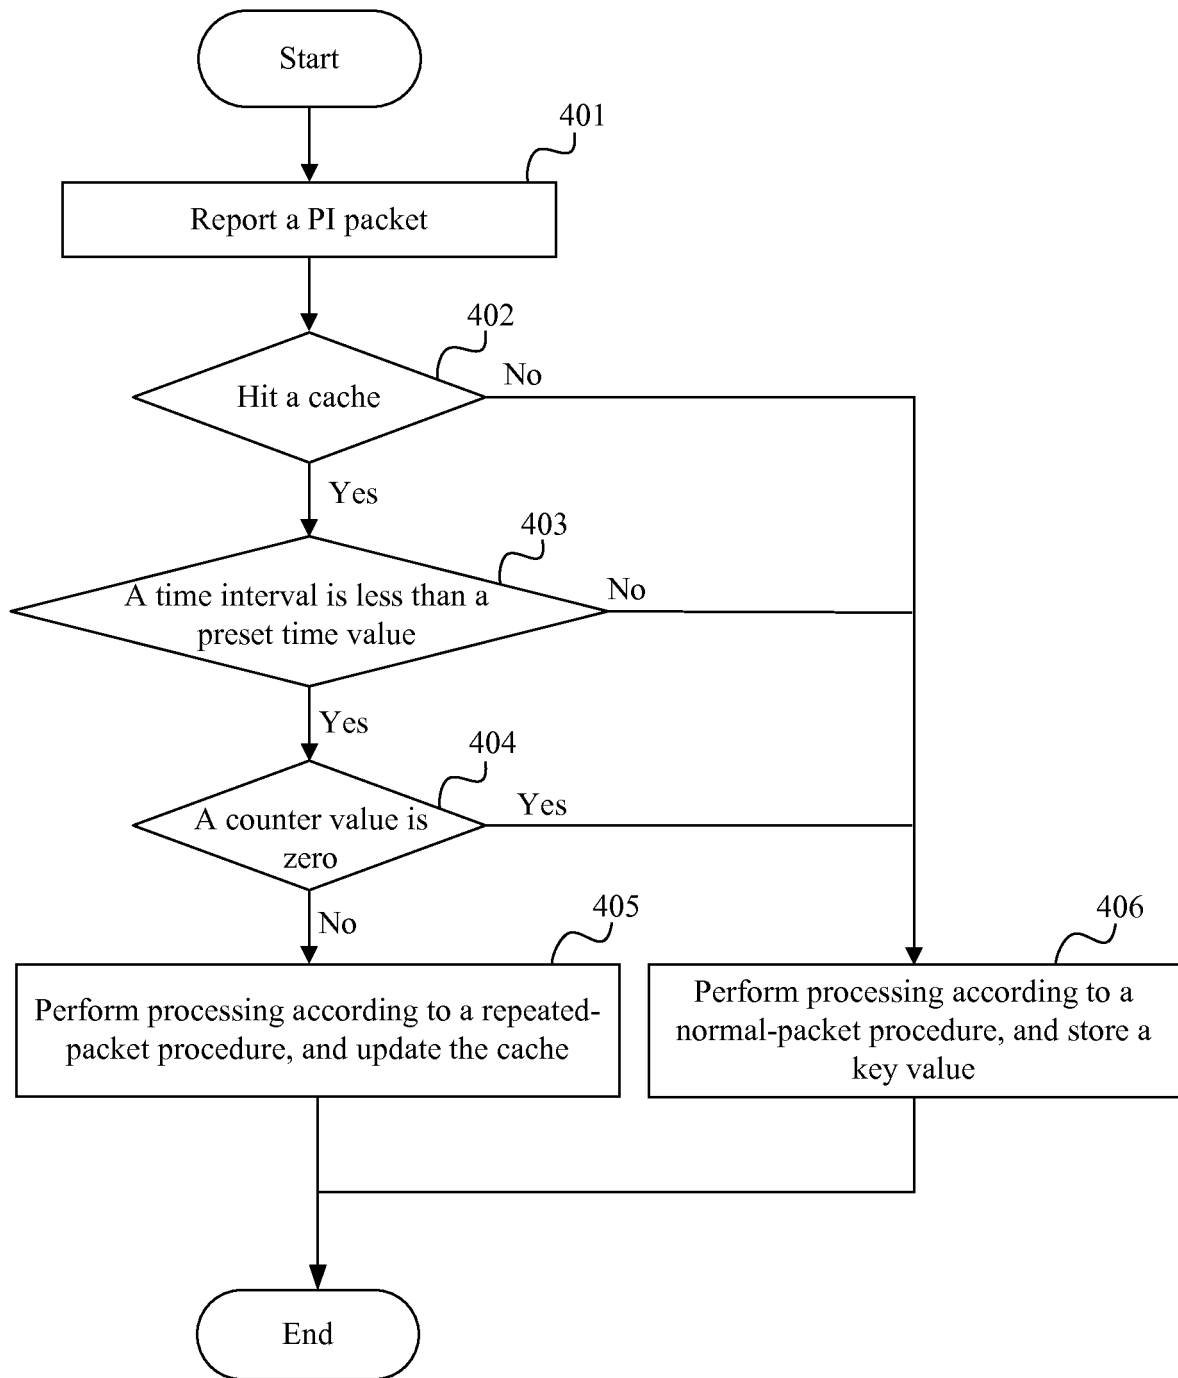 Start
401
Report a PI packet
402
Hit a cache
No
Yes
403
A time interval is less than a
preset time value
No
Yes
404
A counter value is
zero
Yes
No
405
Perform processing according to a repeated-
packet procedure, and update the cache
406
Perform processing according to a
normal-packet procedure, and store a
key value
End